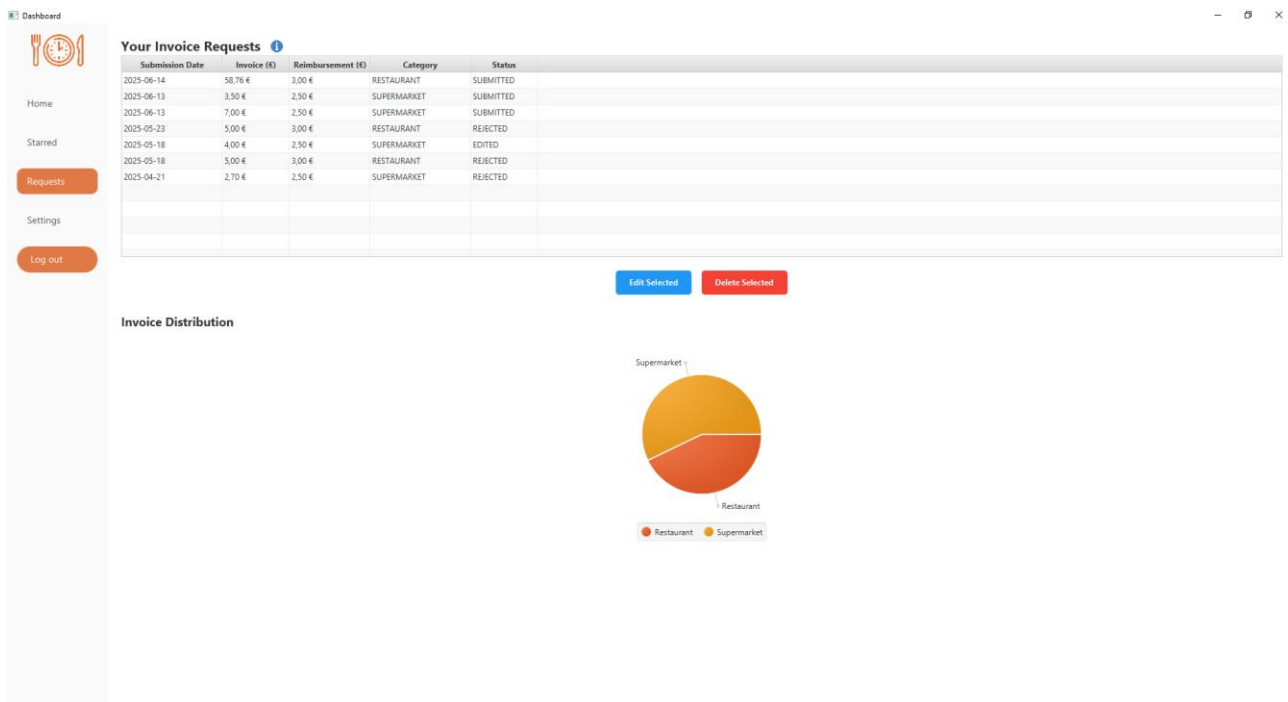 Dashboard
Your Invoice Requests
Submission Date Invoice (€) Reimbursement (€) Category Status
2025-06-14 58,76 € 3,00 € RESTAURANT SUBMITTED
2025-06-13 3,50 € 2,50 € SUPERMARKET SUBMITTED
2025-06-13 7,00 € 2,50 € SUPERMARKET SUBMITTED
2025-05-23 5,00 € 3,00 € RESTAURANT REJECTED
2025-05-18 4,00 € 2,50 € SUPERMARKET EDITED
2025-05-18 5,00 € 3,00 € RESTAURANT REJECTED
2025-04-21 2,70 € 2,50 € SUPERMARKET REJECTED
Home
Starred
Requests
Settings
Log out
Edit Selected Delete Selected
Invoice Distribution
Supermarket
Restaurant
Restaurant Supermarket